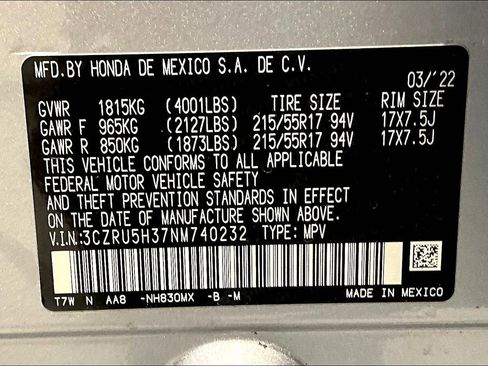 MFD.BY HONDA DE MEXICO S.A. DE C.V.
03/'22
GVWR 1815KG (4001LBS) TIRE SIZE RIM SIZE
GAWR F 965KG (2127LBS) 215/55R17 94V 17X7.5J
GAWR R 850KG (1873LBS) 215/55R17 94V 17X7.5J
THIS VEHICLE CONFORMS TO ALL APPLICABLE
FEDERAL MOTOR VEHICLE SAFETY
AND THEFT PREVENTION STANDARDS IN EFFECT
ON THE DATE OF MANUFACTURE SHOWN ABOVE.
V.I.N.:3CZRU5H37NM740232 TYPE: MPV
T7W N AA8 -NH830MX -B -M
MADE IN MEXICO